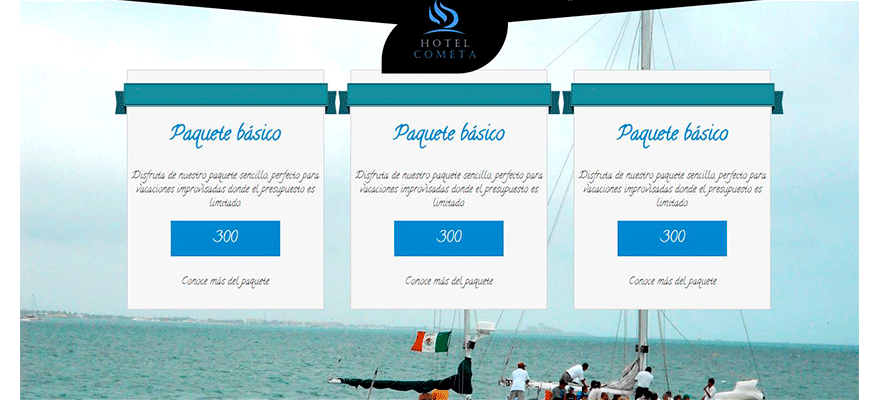 HOTEL
COMETA
Paquete básico
Disfruta de nuestro paquete sencillo, perfecto para
vacaciones improvisadas donde el presupuesto es
limitado.
300
Conoce más del paquete
Paquete básico
Disfruta de nuestro paquete sencillo, perfecto para
vacaciones improvisadas donde el presupuesto es
limitado.
300
Conoce más del paquete
Paquete básico
Disfruta de nuestro paquete sencillo, perfecto para
vacaciones improvisadas donde el presupuesto es
limitado.
300
Conoce más del paquete